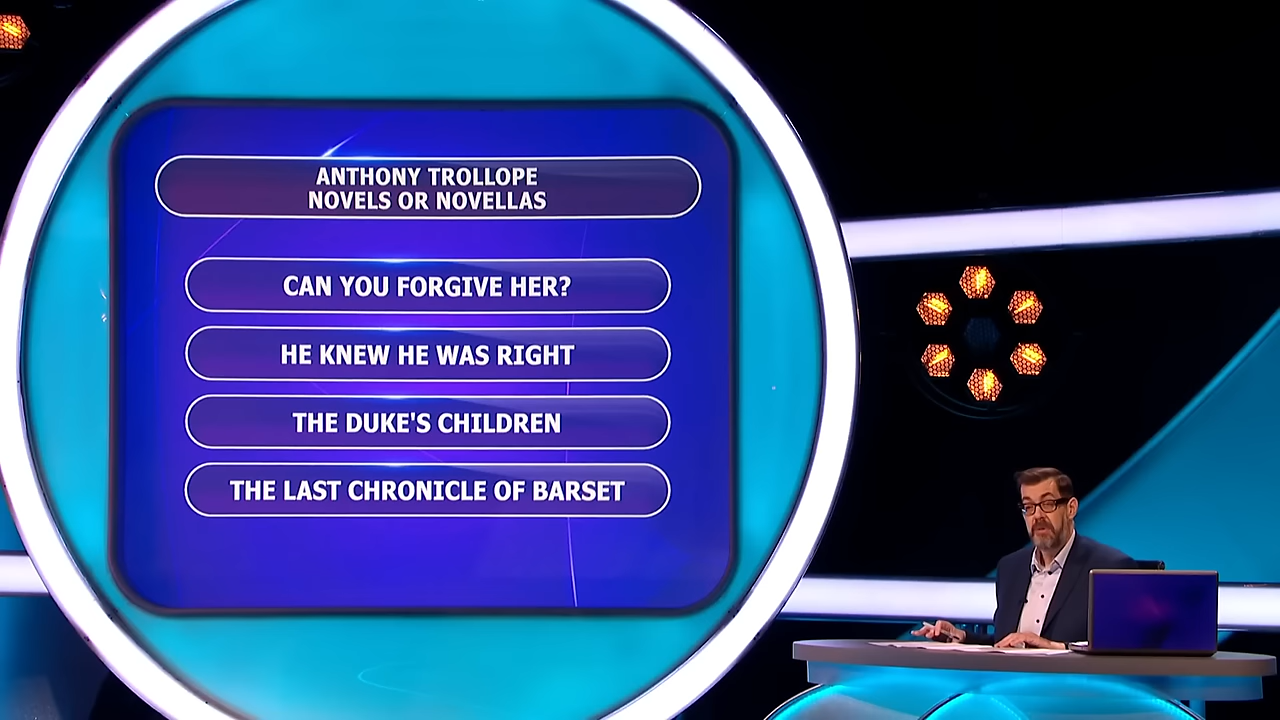 ANTHONY TROLLOPE
NOVELS OR NOVELLAS
CAN YOU FORGIVE HER?
HE KNEW HE WAS RIGHT
THE DUKE'S CHILDREN
THE LAST CHRONICLE OF BARSET